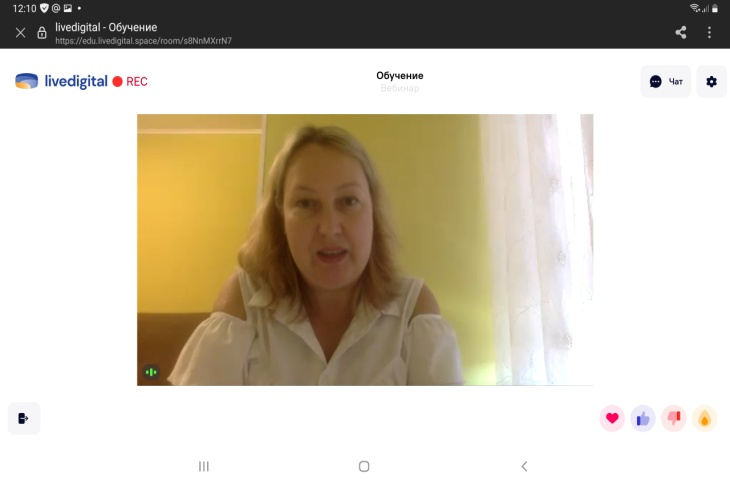 12:10
livedigital - Обучение
https://edu.livedigital.space/room/s8NnMXrrN7
livedigital REC
Обучение
Вебинар
Чат